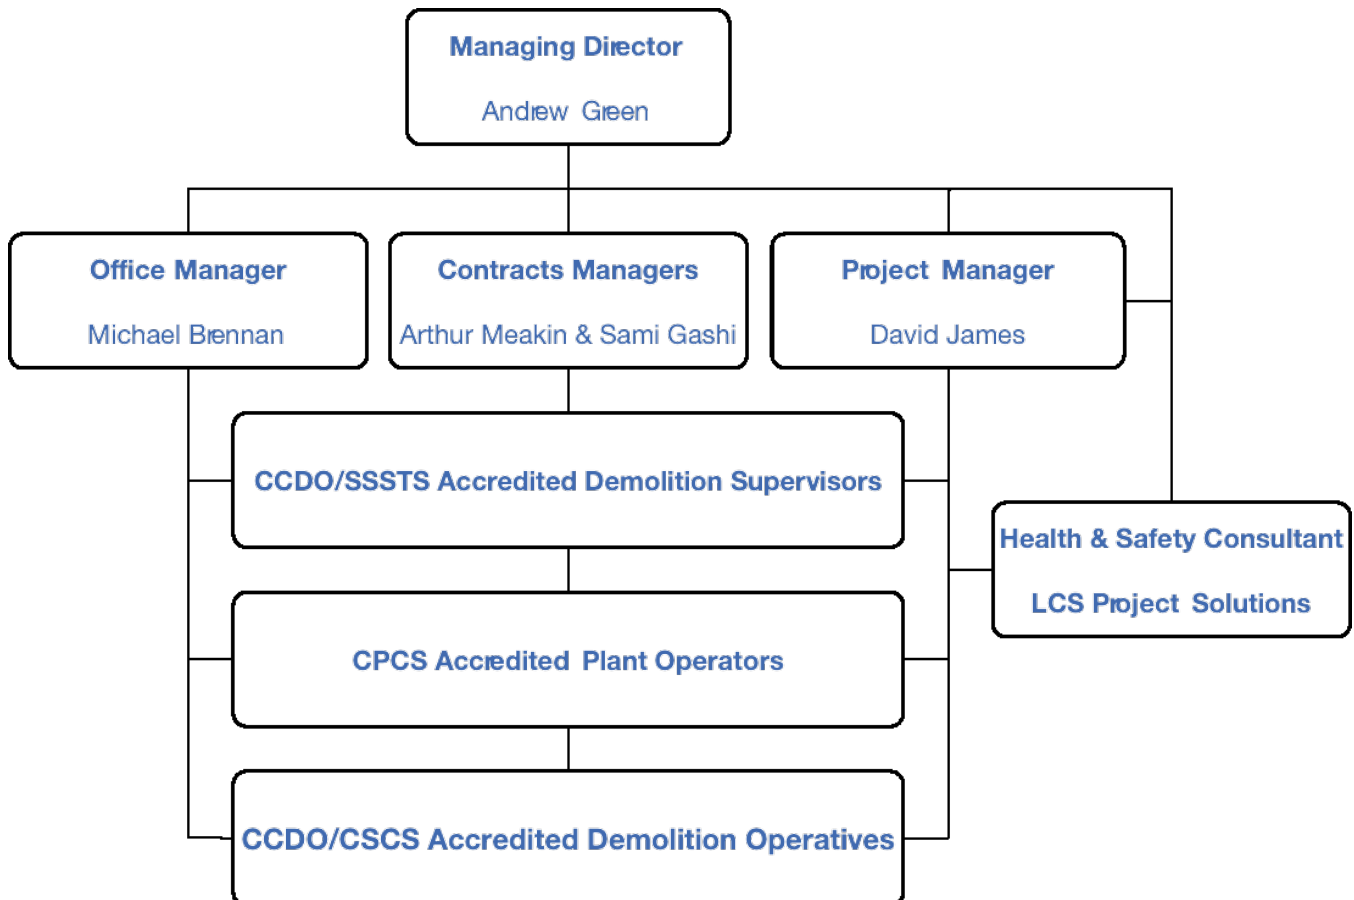 Managing Director
Andrew Green
Office Manager
Michael Brennan
Contracts Managers
Arthur Meakin & Sami Gashi
Project Manager
David James
CCDO/SSSTS Accredited Demolition Supervisors
Health & Safety Consultant
LCS Project Solutions
CPCS Accredited Plant Operators
CCDO/CSCS Accredited Demolition Operatives